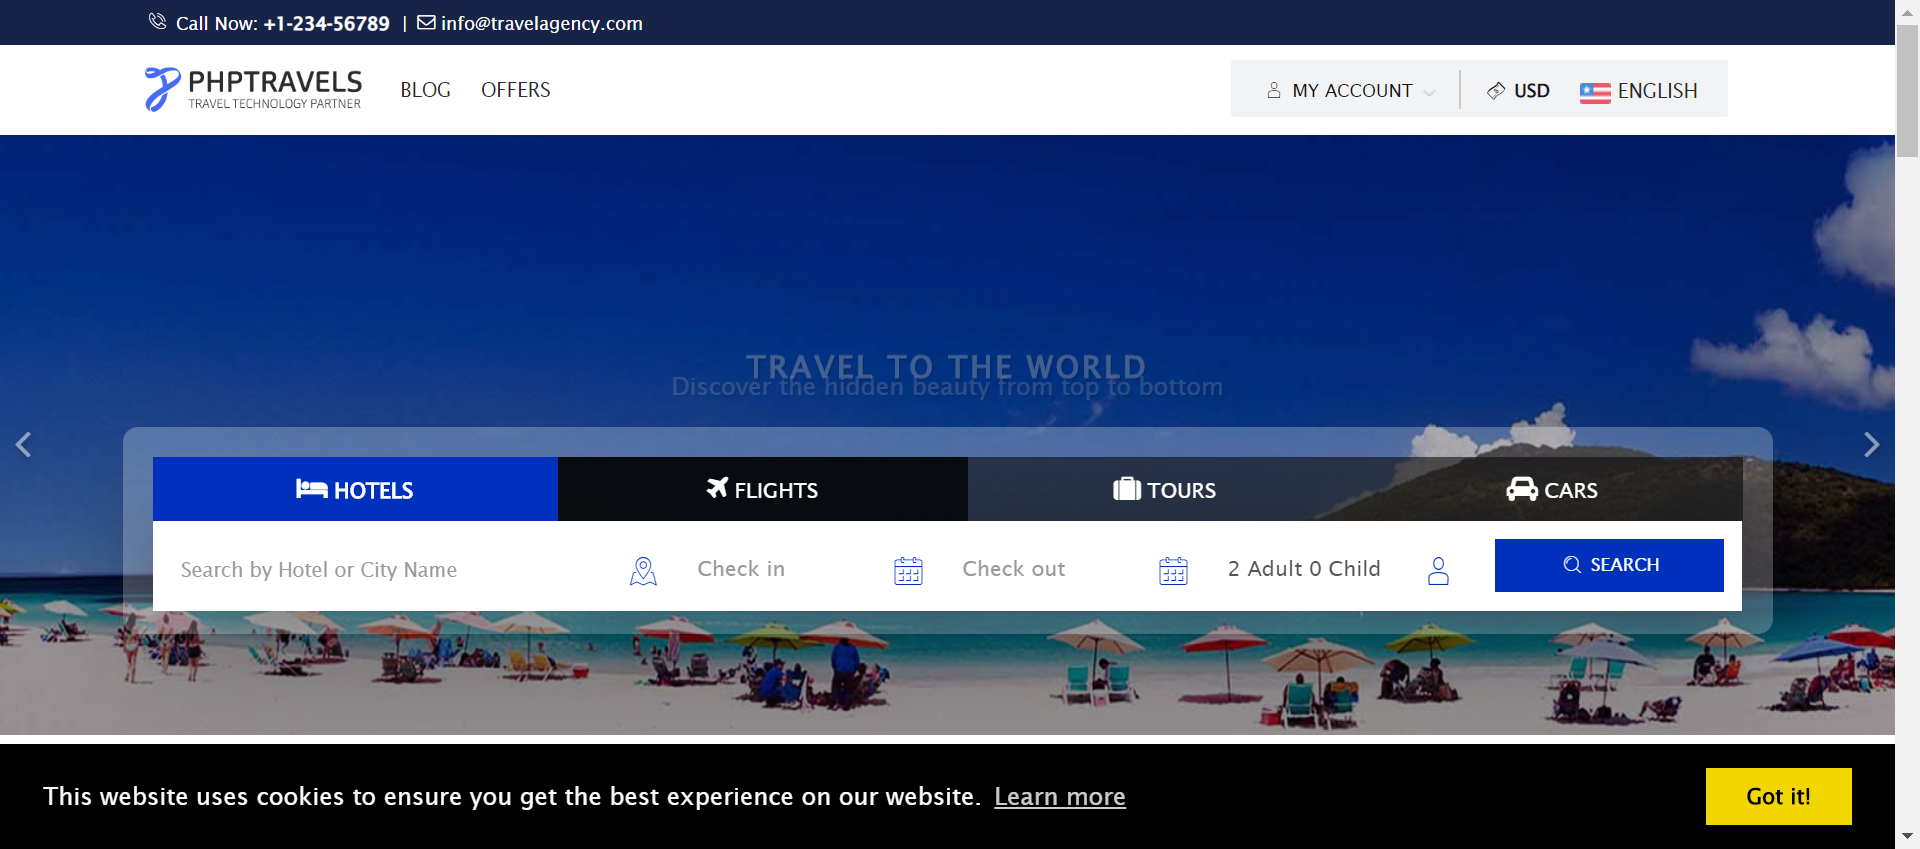 Call Now: +1-234-56789 | info@travelagency.com
PHPTRAVELS
TRAVEL TECHNOLOGY PARTNER
BLOG OFFERS
MY ACCOUNT USD ENGLISH
TRAVEL TO THE WORLD
Discover the hidden beauty from top to bottom
HOTELS FLIGHTS TOURS CARS
Search by Hotel or City Name Check in Check out 2 Adult 0 Child SEARCH
This website uses cookies to ensure you get the best experience on our website. Learn more Got it!